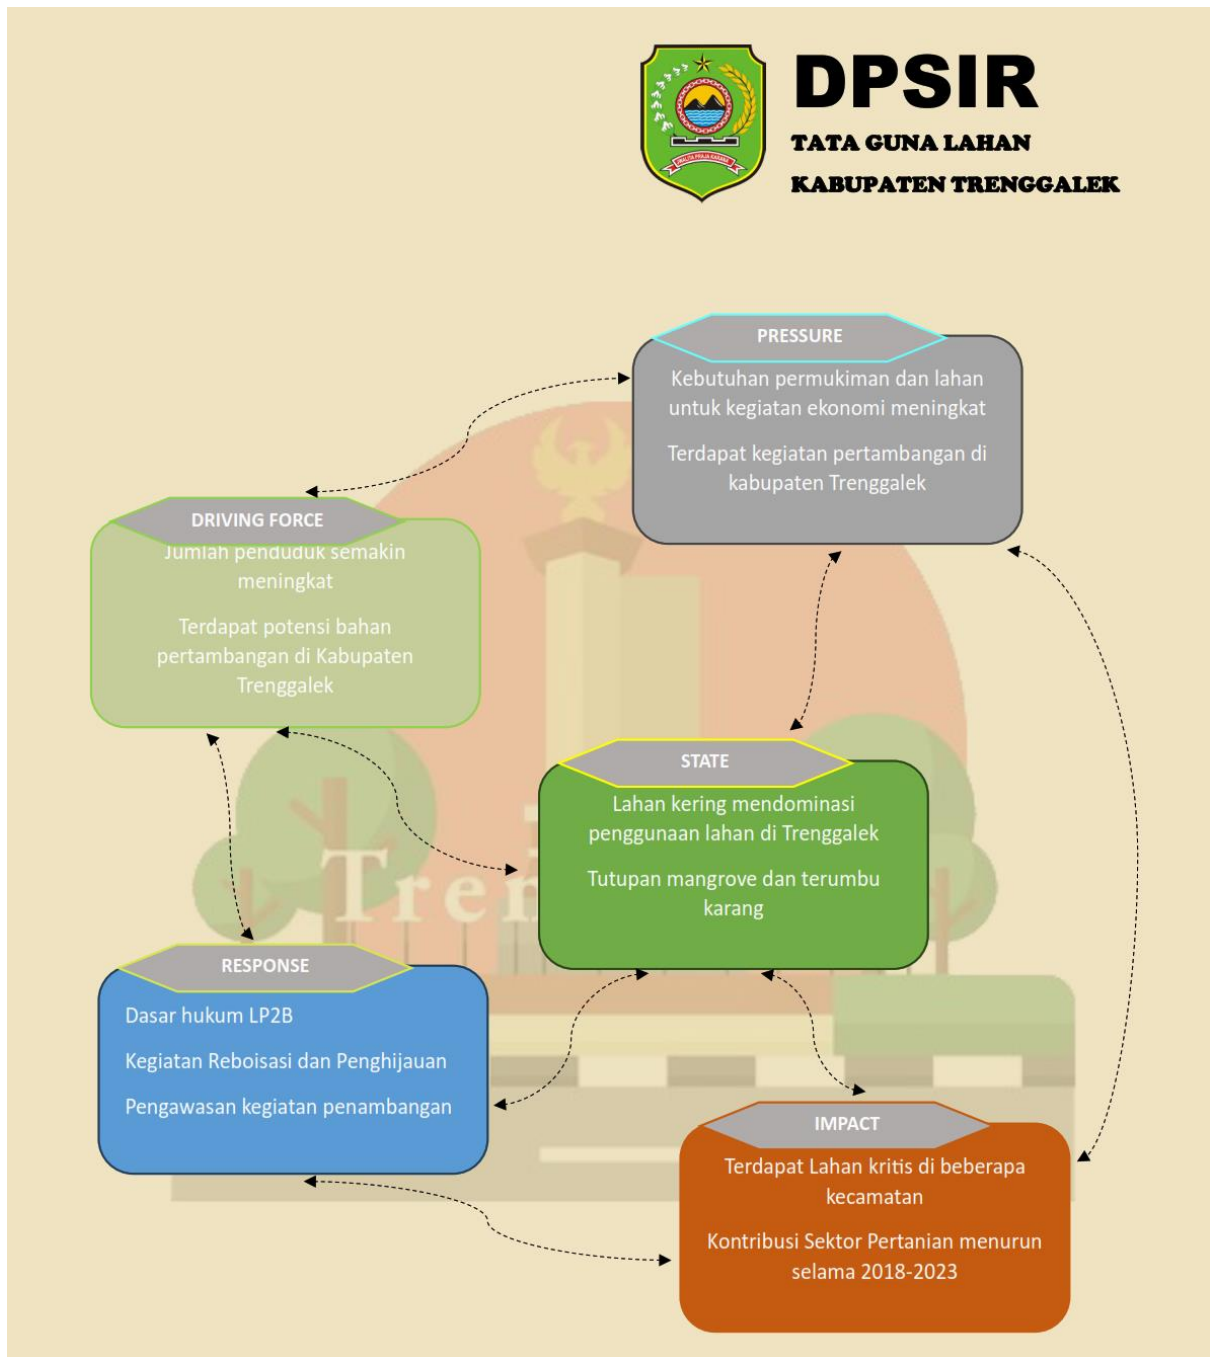 DPSIR
TATA GUNA LAHAN
KABUPATEN TRENGGALEK
PRESSURE
Kebutuhan permukiman dan lahan
untuk kegiatan ekonomi meningkat
Terdapat kegiatan pertambangan di
kabupaten Trenggalek
DRIVING FORCE
Jumlah penduduk semakin
meningkat
Terdapat potensi bahan
pertambangan di Kabupaten
Trenggalek
STATE
Lahan kering mendominasi
penggunaan lahan di Trenggalek
Tutupan mangrove dan terumbu
karang
Tren
RESPONSE
Dasar hukum LP2B
Kegiatan Reboisasi dan Penghijauan
Pengawasan kegiatan penambangan
IMPACT
Terdapat Lahan kritis di beberapa
kecamatan
Kontribusi Sektor Pertanian menurun
selama 2018-2023